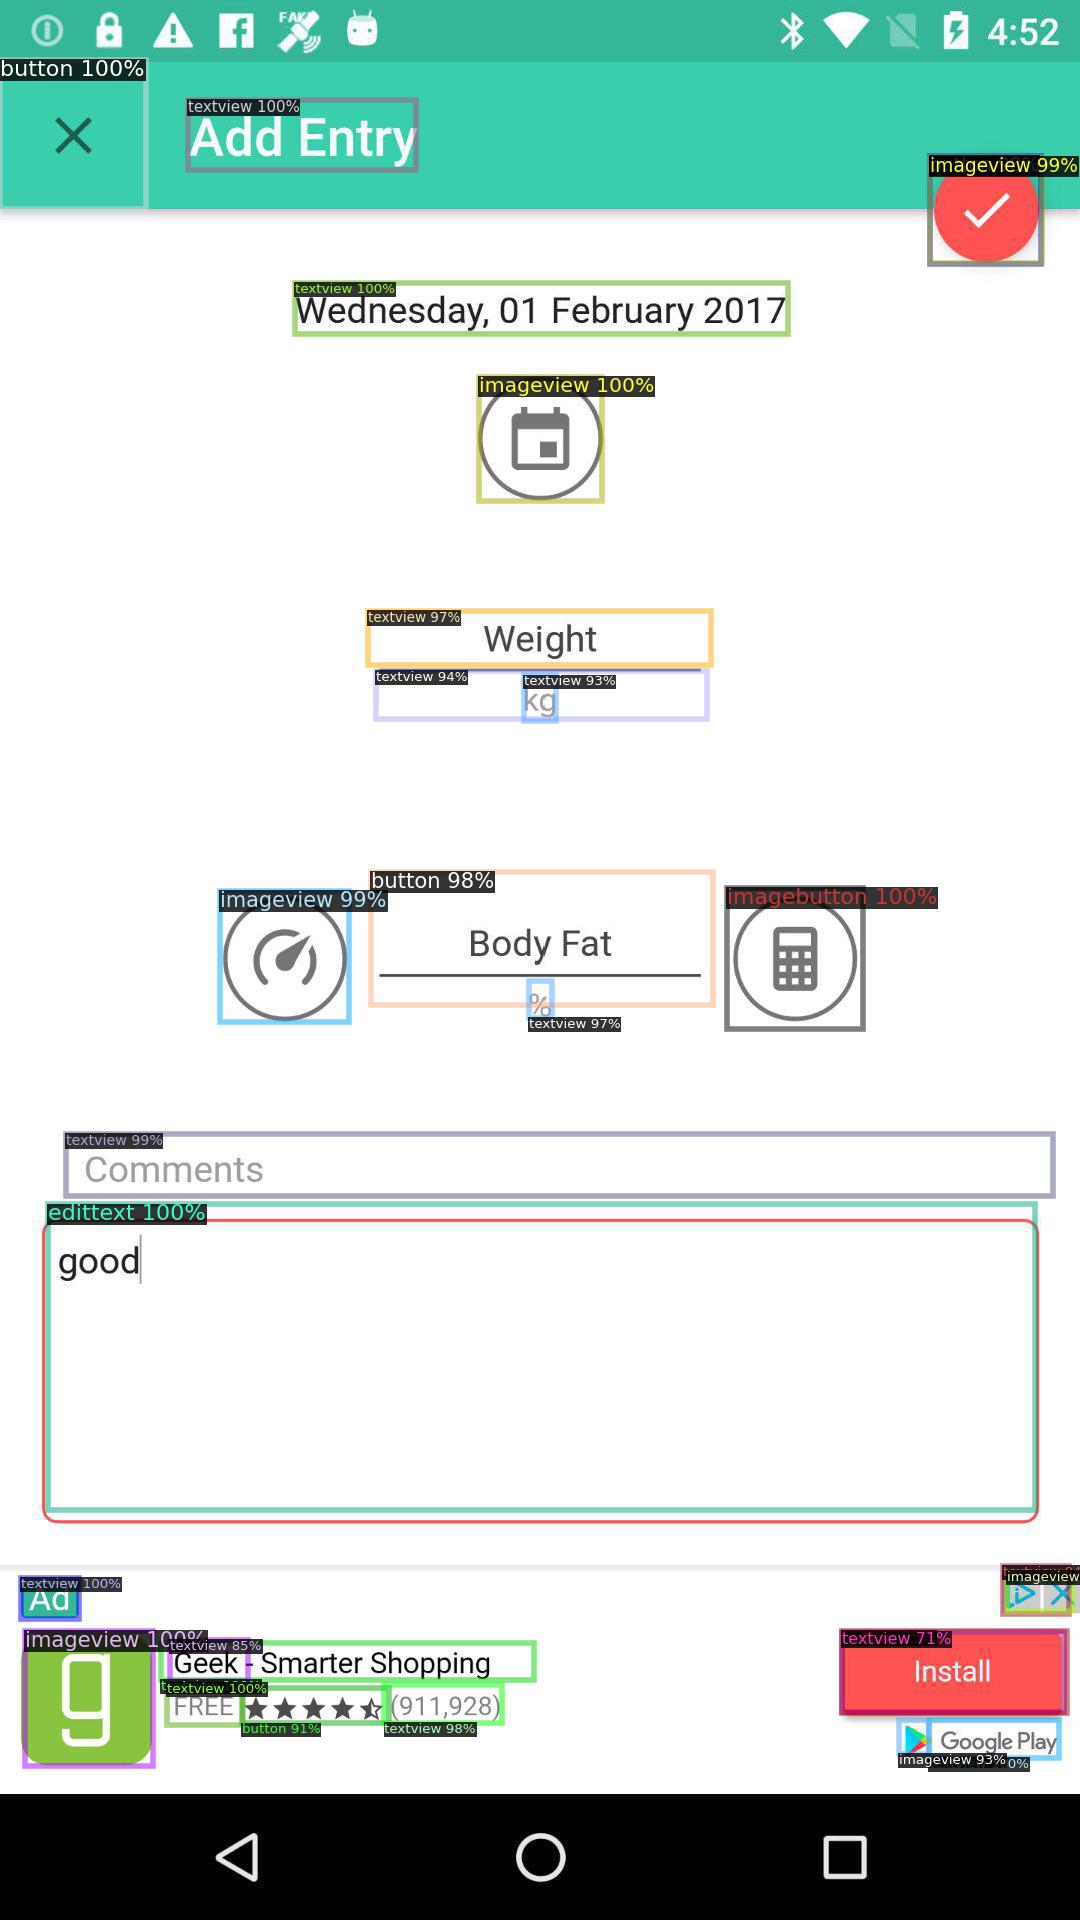 4:52
button 100%
textview 100%
Add Entry
imageview 99%
textview 100%
Wednesday, 01 February 2017
imageview 100%
textview 97%
Weight
textview 94%
textview 93%
kg
button 98%
imageview 99%
imagebutton 100%
Body Fat
%
textview 97%
textview 99%
Comments
edittext 100%
good
textview 100%
imageview
Ad
imageview 100%
textview 85%
textview 71%
Geek - Smarter Shopping
Install
textview 100%
FREE
(911,928)
button 91%
textview 98%
Google Play
imageview 93%
0%